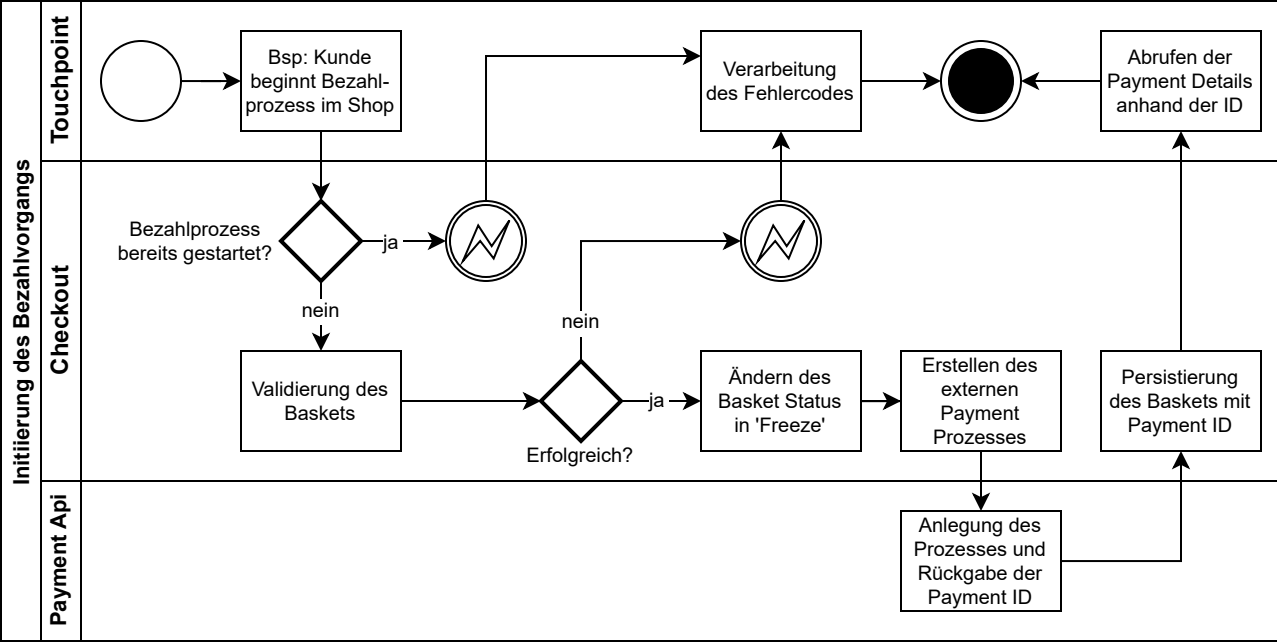 Initiierung des Bezahlvorgangs
Touchpoint
Bsp: Kunde
beginnt Bezahl-
prozess im Shop
Verarbeitung
des Fehlercodes
Abrufen der
Payment Details
anhand der ID
Checkout
Bezahlprozess
bereits gestartet?
ja
nein
Validierung des
Baskets
nein
Erfolgreich?
ja
Ändern des
Basket Status
in 'Freeze'
Erstellen des
externen
Payment
Prozesses
Persistierung
des Baskets mit
Payment ID
Payment Api
Anlegung des
Prozesses und
Rückgabe der
Payment ID